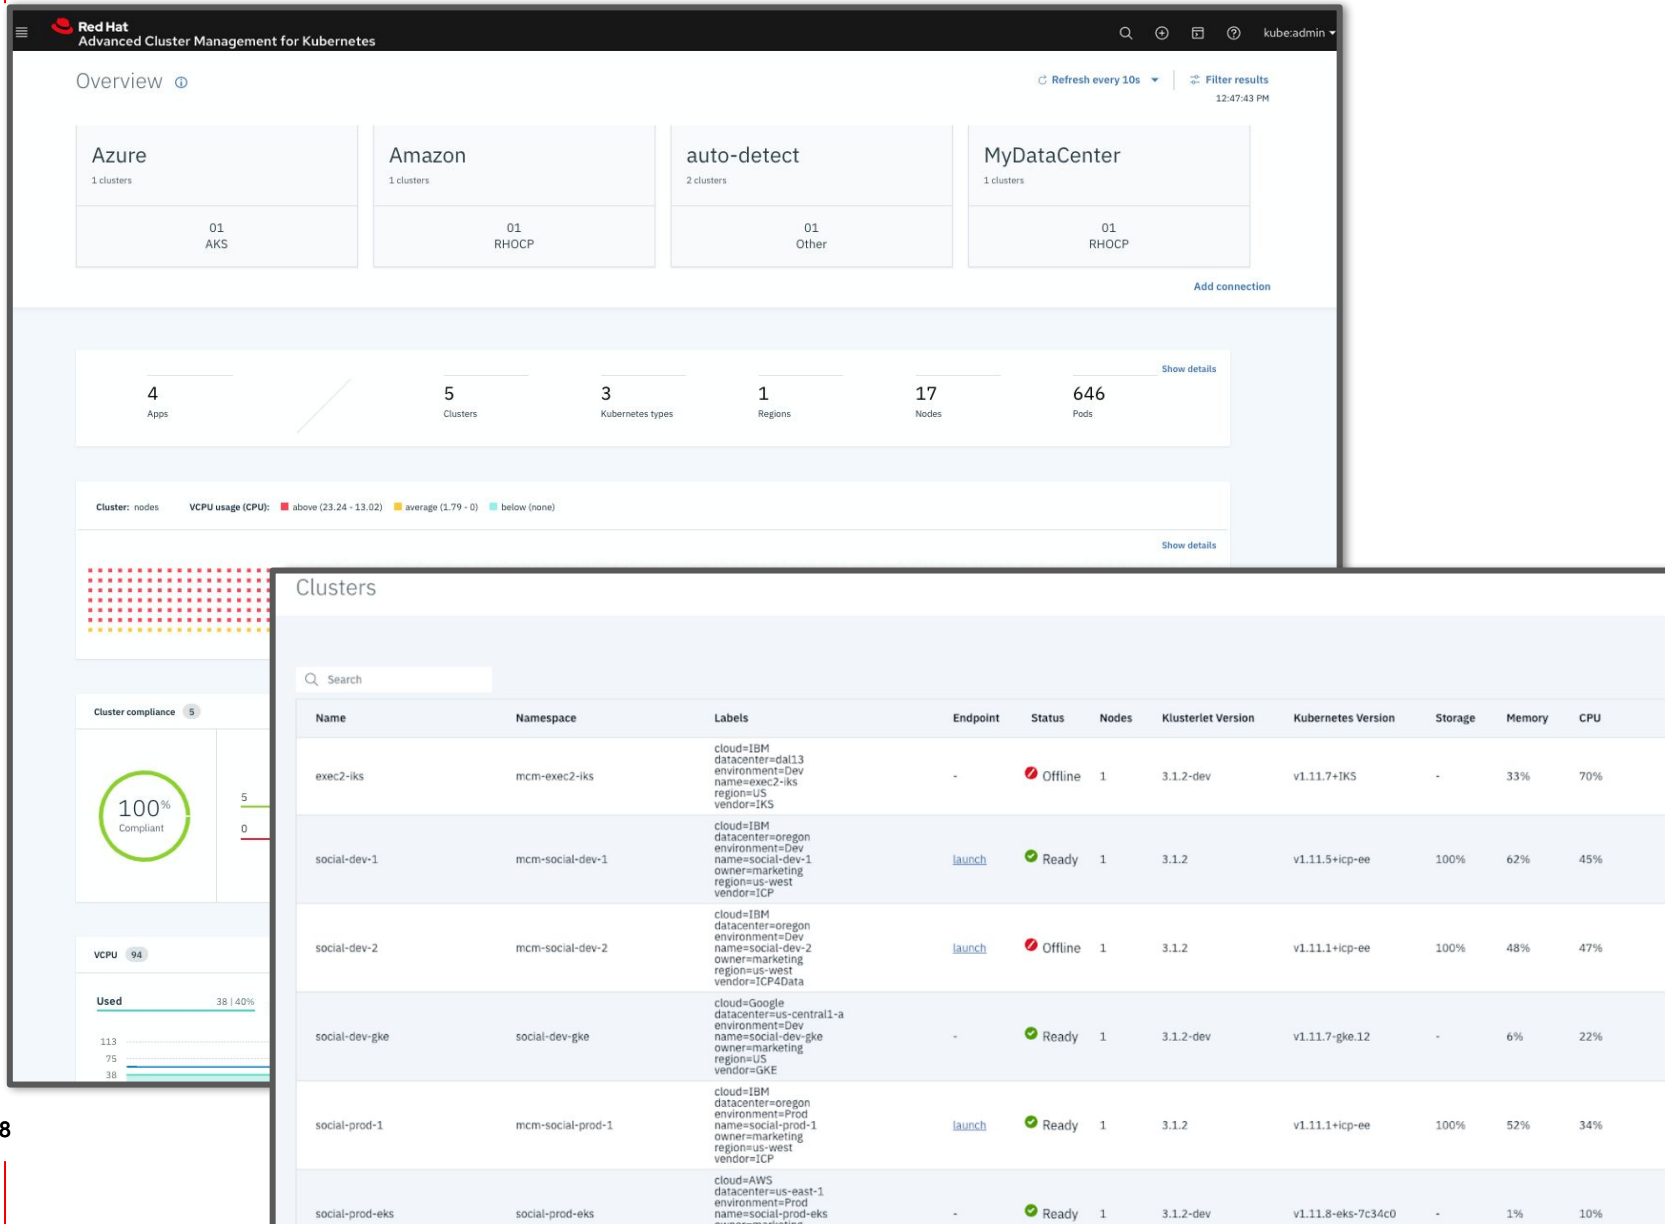 Red Hat
Advanced Cluster Management for Kubernetes
kube:admin
Overview
Refresh every 10s
Filter results
12:47:43 PM
Azure
1 clusters
01
AKS
Amazon
1 clusters
01
RHOCP
auto-detect
2 clusters
01
Other
MyDataCenter
1 clusters
01
RHOCP
Add connection
Show details
4
Apps
5
Clusters
3
Kubernetes types
1
Regions
17
Nodes
646
Pods
Cluster: nodes VCPU usage (CPU): above (23.24 - 13.02) average (1.79 - 0) below (none)
Show details
Cluster compliance 5
100%
Compliant
5
0
VCPU 94
Used 38 | 40%
113
75
38
Clusters
Search
Name Namespace Labels Endpoint Status Nodes Klusterlet Version Kubernetes Version Storage Memory CPU
cloud=IBM
datacenter=dal13
environment=Dev
exec2-iks mcm-exec2-iks name=exec2-iks - Offline 1 3.1.2-dev v1.11.7+IKS - 33% 70%
region=US
vendor=IKS
cloud=IBM
datacenter=oregon
environment=Dev
social-dev-1 mcm-social-dev-1 name=social-dev-1 launch Ready 1 3.1.2 v1.11.5+icp-ee 100% 62% 45%
owner=marketing
region=us-west
vendor=ICP
cloud=IBM
datacenter=oregon
environment=Dev
social-dev-2 mcm-social-dev-2 name=social-dev-2 launch Offline 1 3.1.2 v1.11.1+icp-ee 100% 48% 47%
owner=marketing
region=us-west
vendor=ICP4Data
cloud=Google
datacenter=us-central1-a
environment=Dev
social-dev-gke social-dev-gke name=social-dev-gke - Ready 1 3.1.2-dev v1.11.7-gke.12 - 6% 22%
owner=marketing
region=US
vendor=GKE
cloud=IBM
datacenter=oregon
environment=Prod
social-prod-1 mcm-social-prod-1 name=social-prod-1 launch Ready 1 3.1.2 v1.11.1+icp-ee 100% 52% 34%
owner=marketing
region=us-west
vendor=ICP
cloud=AWS
datacenter=us-east-1
environment=Prod
social-prod-eks social-prod-eks name=social-prod-eks - Ready 1 3.1.2-dev v1.11.8-eks-7c34c0 - 1% 10%
owner=marketing
8